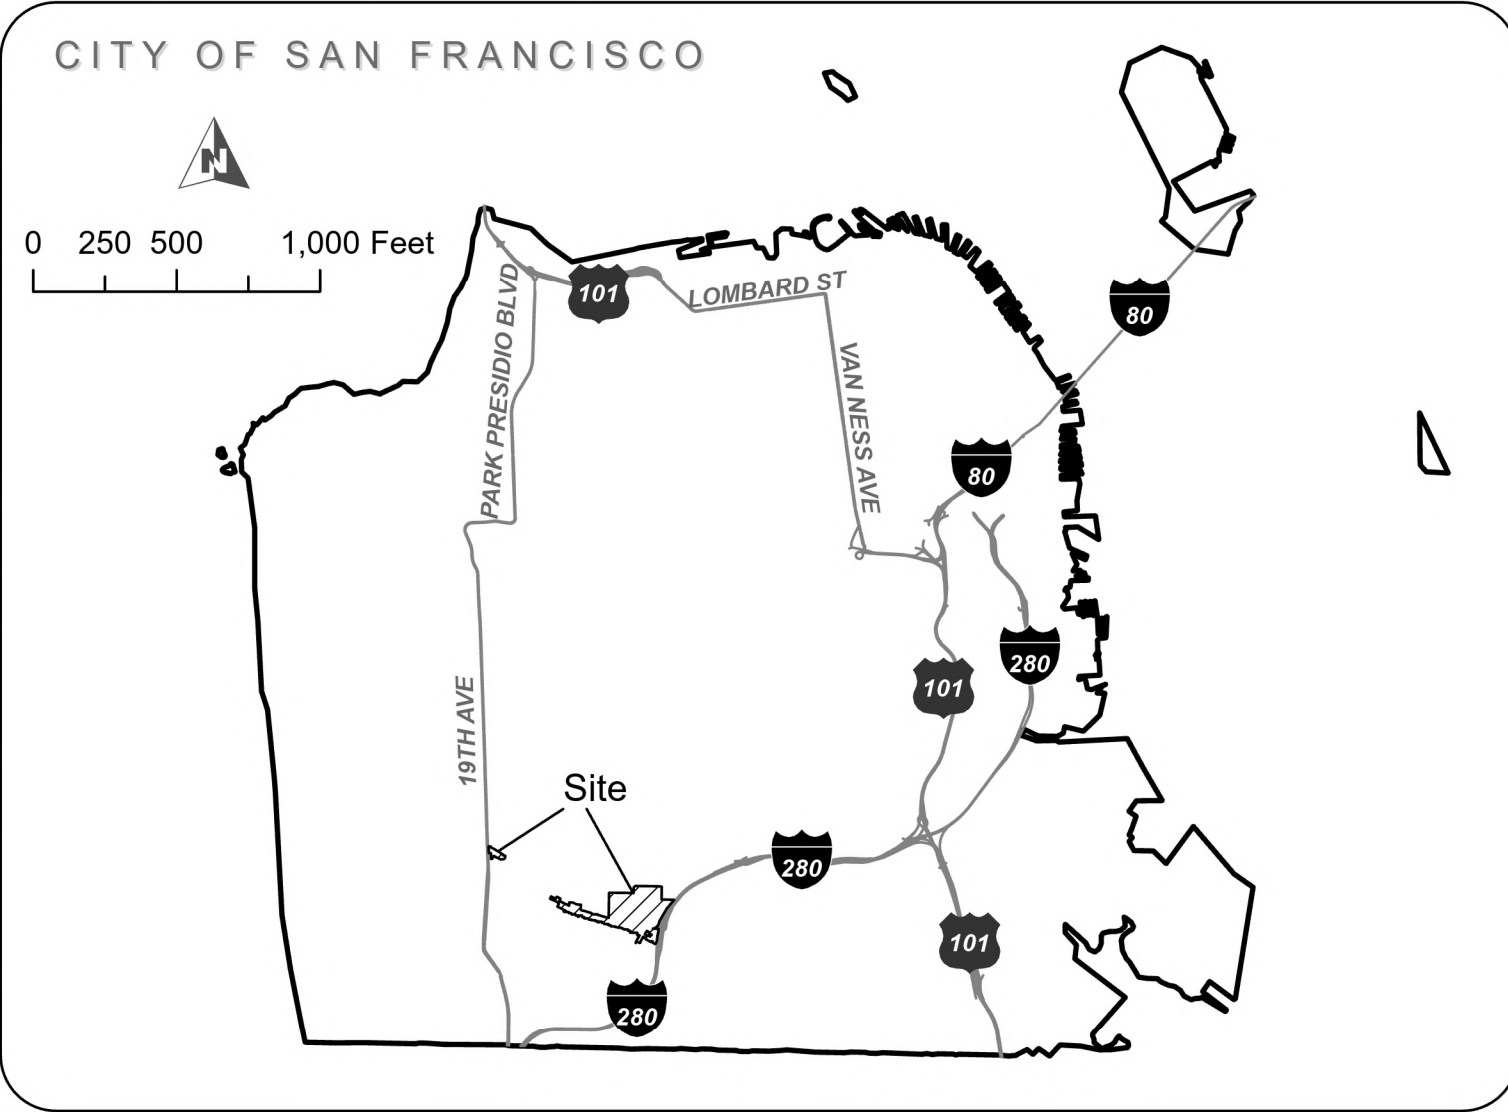 CITY OF SAN FRANCISCO
N
0 250 500 1,000 Feet
101
LOMBARD ST
PARK PRESIDIO BLVD
VAN NESS AVE
80
80
280
101
19TH AVE
Site
280
101
280